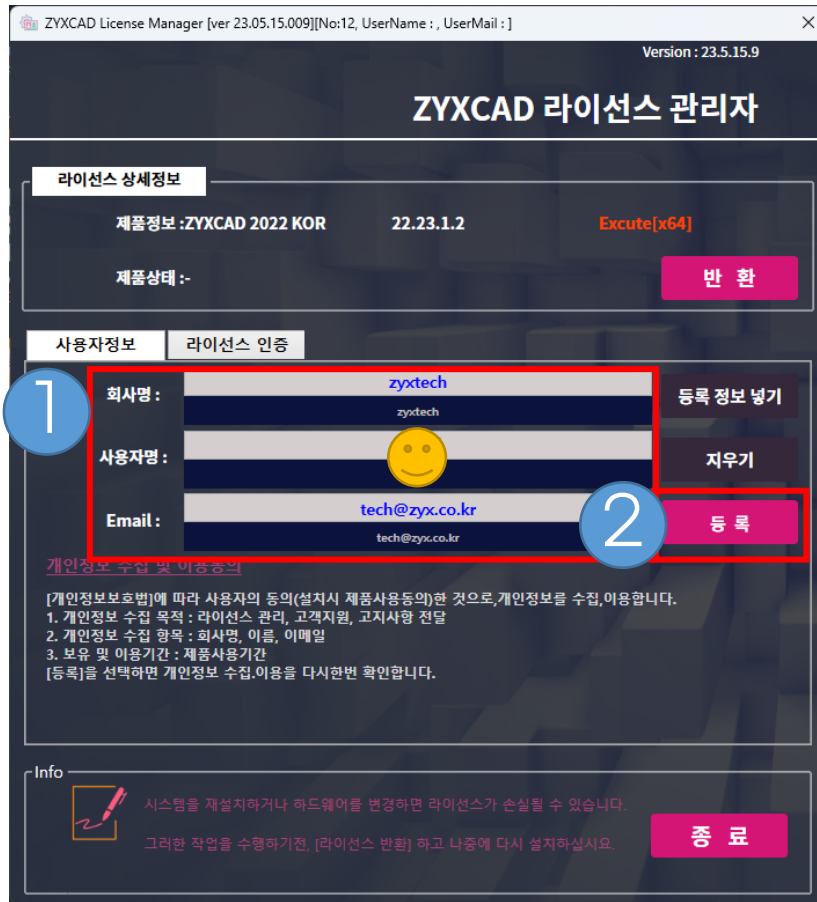 ZYXCAD License Manager [ver 23.05.15.009][No:12, UserName : , UserMail : ]
Version : 23.5.15.9
ZYXCAD 라이선스 관리자
라이선스 상세정보
제품정보 :ZYXCAD 2022 KOR 22.23.1.2 Excute[x64]
제품상태 :- 반 환
사용자정보 라이선스 인증
1
회사명 : zyxtech 등록 정보 넣기
zyxtech
사용자명 : 지우기
Email : tech@zyx.co.kr 2 등 록
tech@zyx.co.kr
개인정보 수집 및 이용동의
[개인정보보호법]에 따라 사용자의 동의(설치시 제품사용동의)한 것으로,개인정보를 수집,이용합니다.
1. 개인정보 수집 목적 : 라이선스 관리, 고객지원, 고지사항 전달
2. 개인정보 수집 항목 : 회사명, 이름, 이메일
3. 보유 및 이용기간 : 제품사용기간
[등록]을 선택하면 개인정보 수집.이용을 다시한번 확인합니다.
Info
시스템을 재설치하거나 하드웨어를 변경하면 라이선스가 손실될 수 있습니다.
그러한 작업을 수행하기전, [라이선스 반환] 하고 나중에 다시 설치하십시요.
종 료